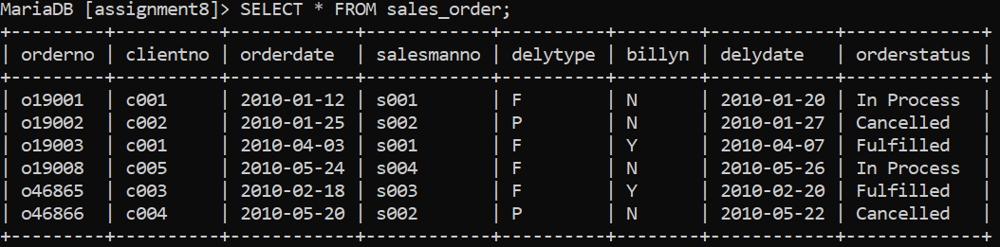 MariaDB [assignment8]> SELECT * FROM sales_order;
+---------+----------+------------+------------+----------+--------+------------+-------------+
| orderno | clientno | orderdate  | salesmanno | delytype | billyn | delydate   | orderstatus |
+---------+----------+------------+------------+----------+--------+------------+-------------+
| o19001  | c001     | 2010-01-12 | s001       | F        | N      | 2010-01-20 | In Process  |
| o19002  | c002     | 2010-01-25 | s002       | P        | N      | 2010-01-27 | Cancelled   |
| o19003  | c001     | 2010-04-03 | s001       | F        | Y      | 2010-04-07 | Fulfilled   |
| o19008  | c005     | 2010-05-24 | s004       | F        | N      | 2010-05-26 | In Process  |
| o46865  | c003     | 2010-02-18 | s003       | F        | Y      | 2010-02-20 | Fulfilled   |
| o46866  | c004     | 2010-05-20 | s002       | P        | N      | 2010-05-22 | Cancelled   |
+---------+----------+------------+------------+----------+--------+------------+-------------+